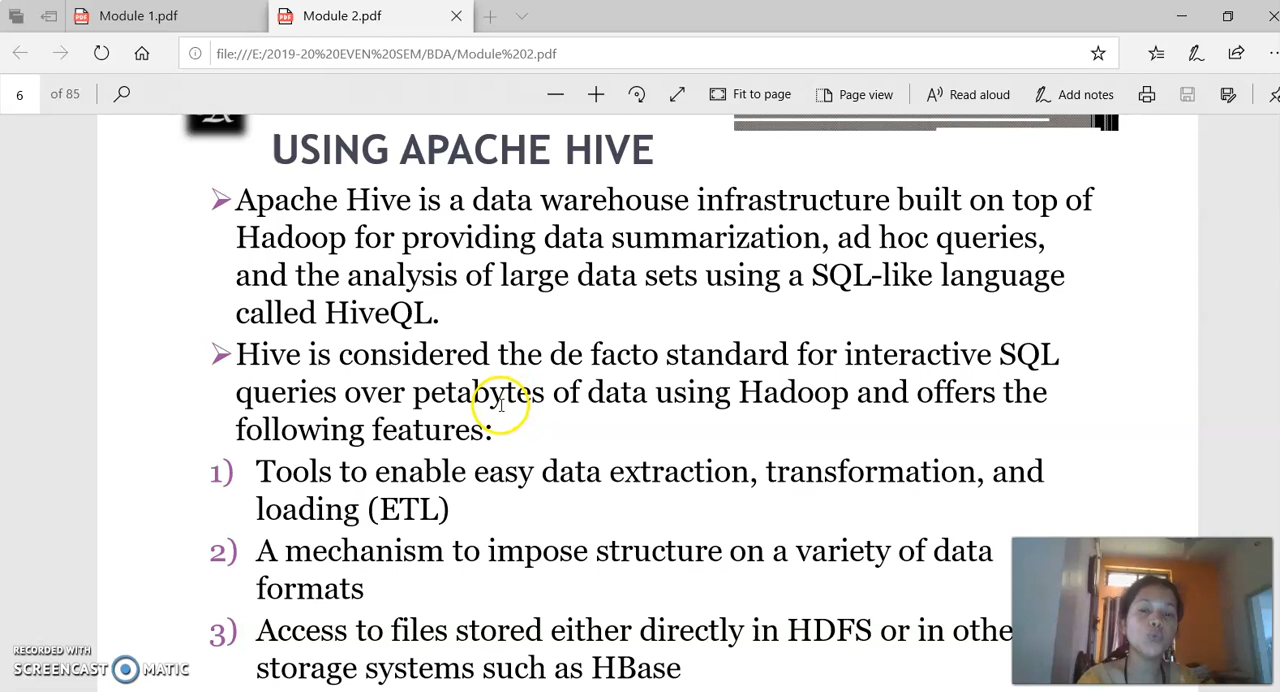 Module 1.pdf
Module 2.pdf
file:///E:/2019-20%20EVEN%20SEM/BDA/Module%202.pdf
6 of 85
Fit to page
Page view
Read aloud
Add notes
USING APACHE HIVE
Apache Hive is a data warehouse infrastructure built on top of
Hadoop for providing data summarization, ad hoc queries,
and the analysis of large data sets using a SQL-like language
called HiveQL.
Hive is considered the de facto standard for interactive SQL
queries over petabytes of data using Hadoop and offers the
following features:
1) Tools to enable easy data extraction, transformation, and
loading (ETL)
2) A mechanism to impose structure on a variety of data
formats
3) Access to files stored either directly in HDFS or in othe
storage systems such as HBase
RECORDED WITH
SCREENCAST MATIC